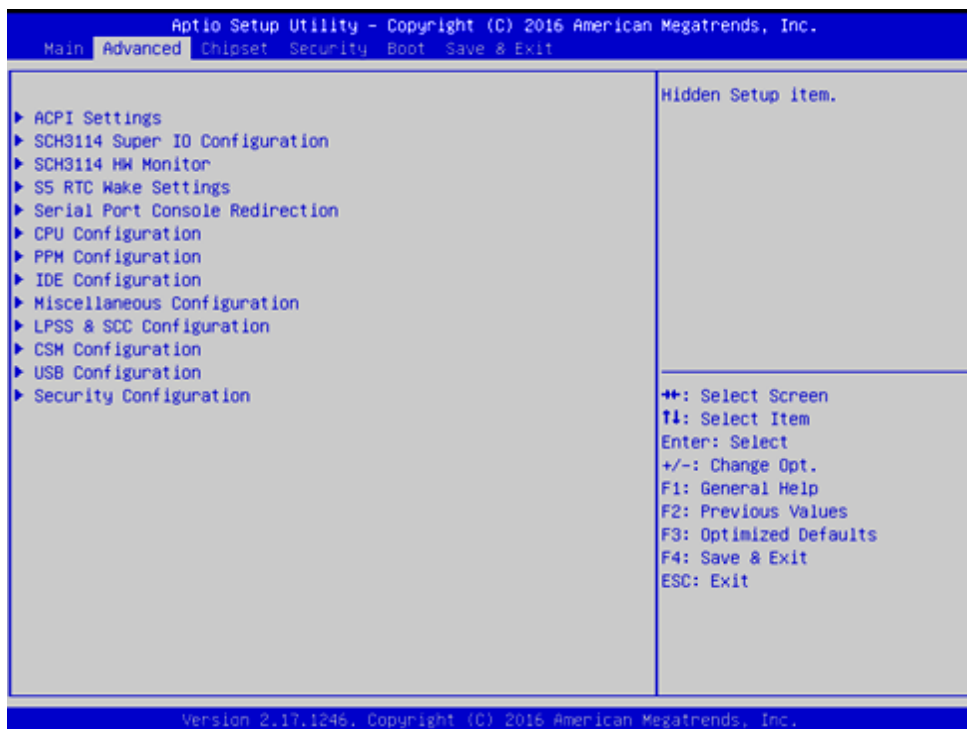 Aptio Setup Utility – Copyright (C) 2016 American Megatrends, Inc.
Main Advanced Chipset Security Boot Save & Exit
Hidden Setup item.
▶ ACPI Settings
▶ SCH3114 Super IO Configuration
▶ SCH3114 HW Monitor
▶ S5 RTC Wake Settings
▶ Serial Port Console Redirection
▶ CPU Configuration
▶ PPM Configuration
▶ IDE Configuration
▶ Miscellaneous Configuration
▶ LPSS & SCC Configuration
▶ CSM Configuration
▶ USB Configuration
▶ Security Configuration
→←: Select Screen
↑↓: Select Item
Enter: Select
+/-: Change Opt.
F1: General Help
F2: Previous Values
F3: Optimized Defaults
F4: Save & Exit
ESC: Exit
Version 2.17.1246. Copyright (C) 2016 American Megatrends, Inc.